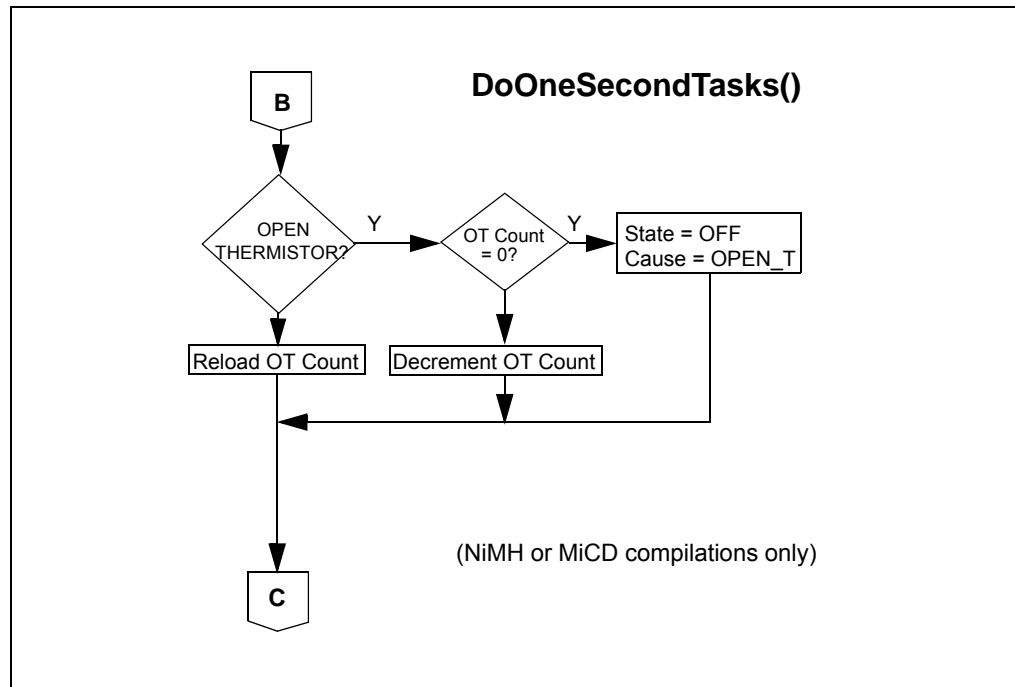 DoOneSecondTasks()
B
OPEN
THERMISTOR?
Y
OT Count
= 0?
Y
State = OFF
Cause = OPEN_T
Reload OT Count
Decrement OT Count
(NiMH or MiCD compilations only)
C